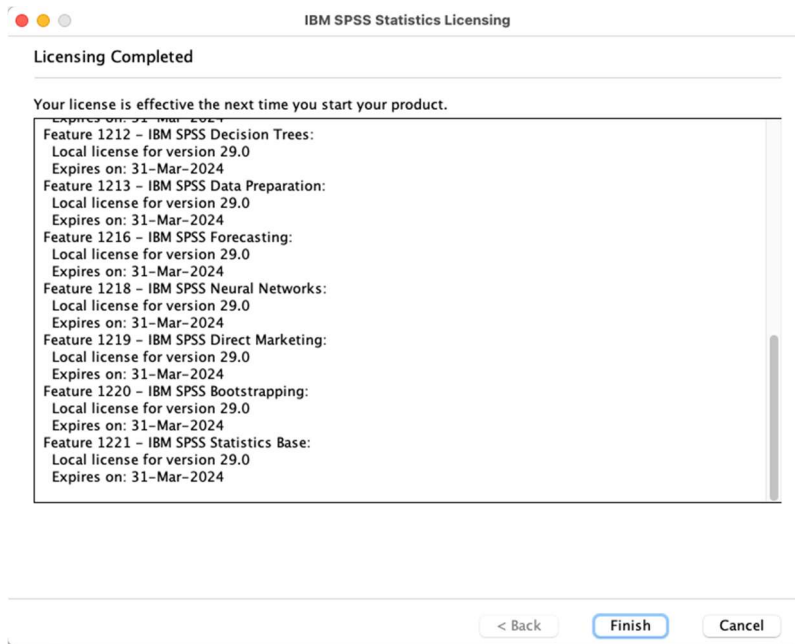 IBM SPSS Statistics Licensing
Licensing Completed
Your license is effective the next time you start your product.
Expires on: 31-Mar-2024
Feature 1212 – IBM SPSS Decision Trees:
Local license for version 29.0
Expires on: 31-Mar-2024
Feature 1213 – IBM SPSS Data Preparation:
Local license for version 29.0
Expires on: 31-Mar-2024
Feature 1216 – IBM SPSS Forecasting:
Local license for version 29.0
Expires on: 31-Mar-2024
Feature 1218 – IBM SPSS Neural Networks:
Local license for version 29.0
Expires on: 31-Mar-2024
Feature 1219 – IBM SPSS Direct Marketing:
Local license for version 29.0
Expires on: 31-Mar-2024
Feature 1220 – IBM SPSS Bootstrapping:
Local license for version 29.0
Expires on: 31-Mar-2024
Feature 1221 – IBM SPSS Statistics Base:
Local license for version 29.0
Expires on: 31-Mar-2024
< Back Finish Cancel